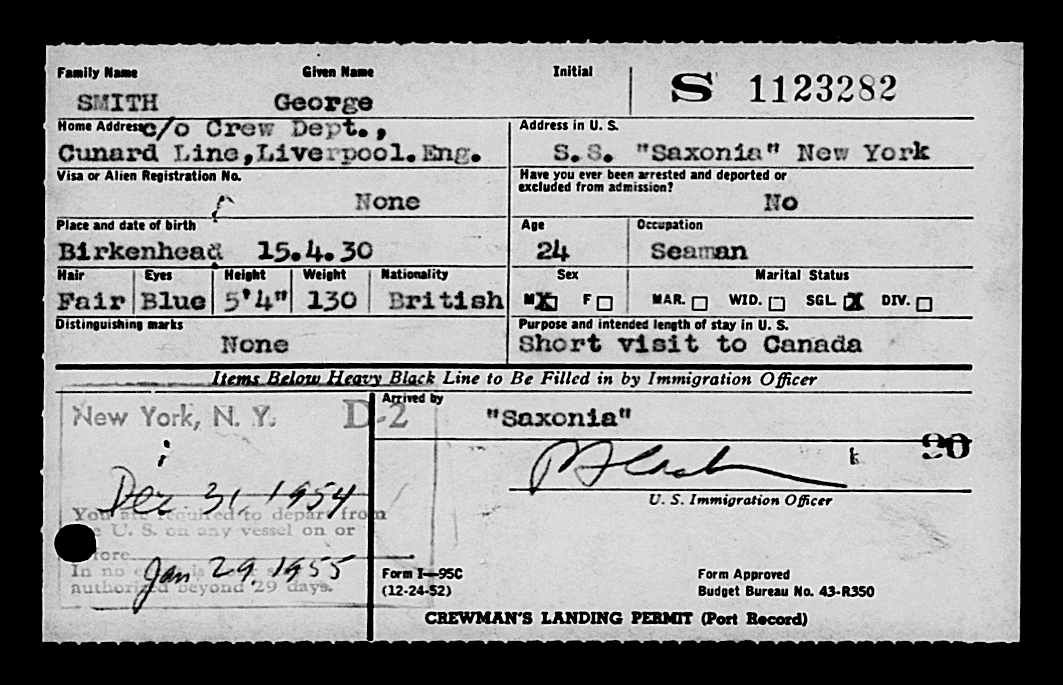 Family Name Given Name Initial
SMITH George S 1123282
Home Address c/o Crew Dept., Address in U. S.
Cunard Line,Liverpool.Eng. S.S. "Saxonia" New York
Visa or Alien Registration No. Have you ever been arrested and deported or
excluded from admission?
None No
Place and date of birth Age Occupation
Birkenhead 15.4.30 24 Seaman
Hair Eyes Height Weight Nationality Sex Marital Status
Fair Blue 5'4" 130 British M X F MAR. WID. SGL. X DIV.
Distinguishing marks Purpose and intended length of stay in U. S.
None Short visit to Canada
Items Below Heavy Black Line to Be Filled in by Immigration Officer
New York, N. Y. D-2 Arrived by
"Saxonia"
k 90
Dec 31, 1954 U. S. Immigration Officer
You are required to depart from
the U. S. on any vessel on or
before
Jan 29, 1955
In no
authorized beyond 29 days.
Form I—95C Form Approved
(12-24-52) Budget Bureau No. 43-R350
CREWMAN'S LANDING PERMIT (Port Record)